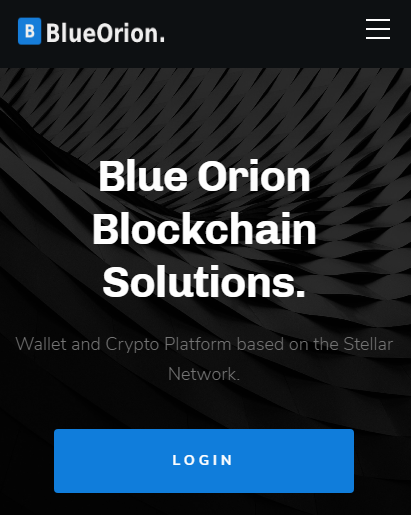 B BlueOrion.
Blue Orion
Blockchain
Solutions.
Wallet and Crypto Platform based on the Stellar
Network.
LOGIN